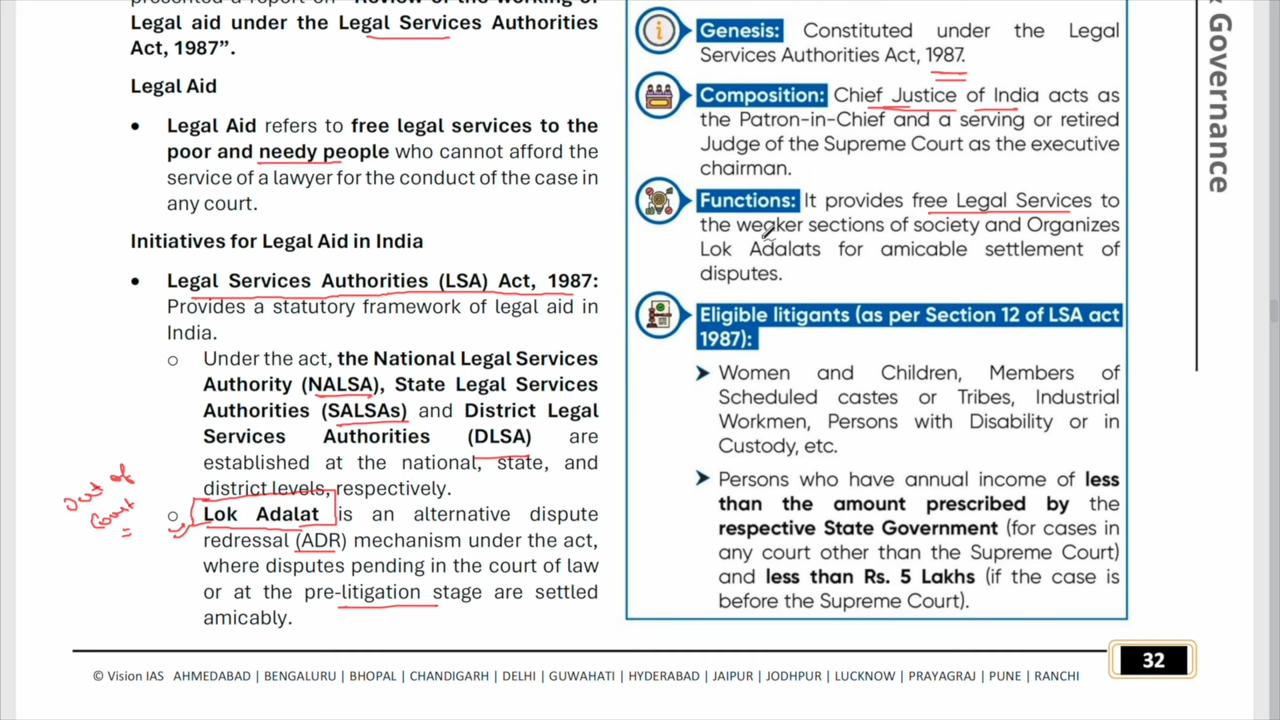 presented a report on "Review of the working of
Legal aid under the Legal Services Authorities
Act, 1987”.
Legal Aid
• Legal Aid refers to free legal services to the
poor and needy people who cannot afford the
service of a lawyer for the conduct of the case in
any court.
Initiatives for Legal Aid in India
• Legal Services Authorities (LSA) Act, 1987:
Provides a statutory framework of legal aid in
India.
o Under the act, the National Legal Services
Authority (NALSA), State Legal Services
Authorities (SALSAs) and District Legal
Services Authorities (DLSA) are
established at the national, state, and
district levels, respectively.
Out of
Court
o Lok Adalat is an alternative dispute
redressal (ADR) mechanism under the act,
where disputes pending in the court of law
or at the pre-litigation stage are settled
amicably.
Genesis: Constituted under the Legal
Services Authorities Act, 1987.
Composition: Chief Justice of India acts as
the Patron-in-Chief and a serving or retired
Judge of the Supreme Court as the executive
chairman.
Functions: It provides free Legal Services to
the weaker sections of society and Organizes
Lok Adalats for amicable settlement of
disputes.
Eligible litigants (as per Section 12 of LSA act
1987):
Women and Children, Members of
Scheduled castes or Tribes, Industrial
Workmen, Persons with Disability or in
Custody, etc.
Persons who have annual income of less
than the amount prescribed by the
respective State Government (for cases in
any court other than the Supreme Court)
and less than Rs. 5 Lakhs (if the case is
before the Supreme Court).
Governance
32
© Vision IAS AHMEDABAD | BENGALURU | BHOPAL | CHANDIGARH | DELHI | GUWAHATI | HYDERABAD | JAIPUR | JODHPUR | LUCKNOW | PRAYAGRAJ | PUNE | RANCHI